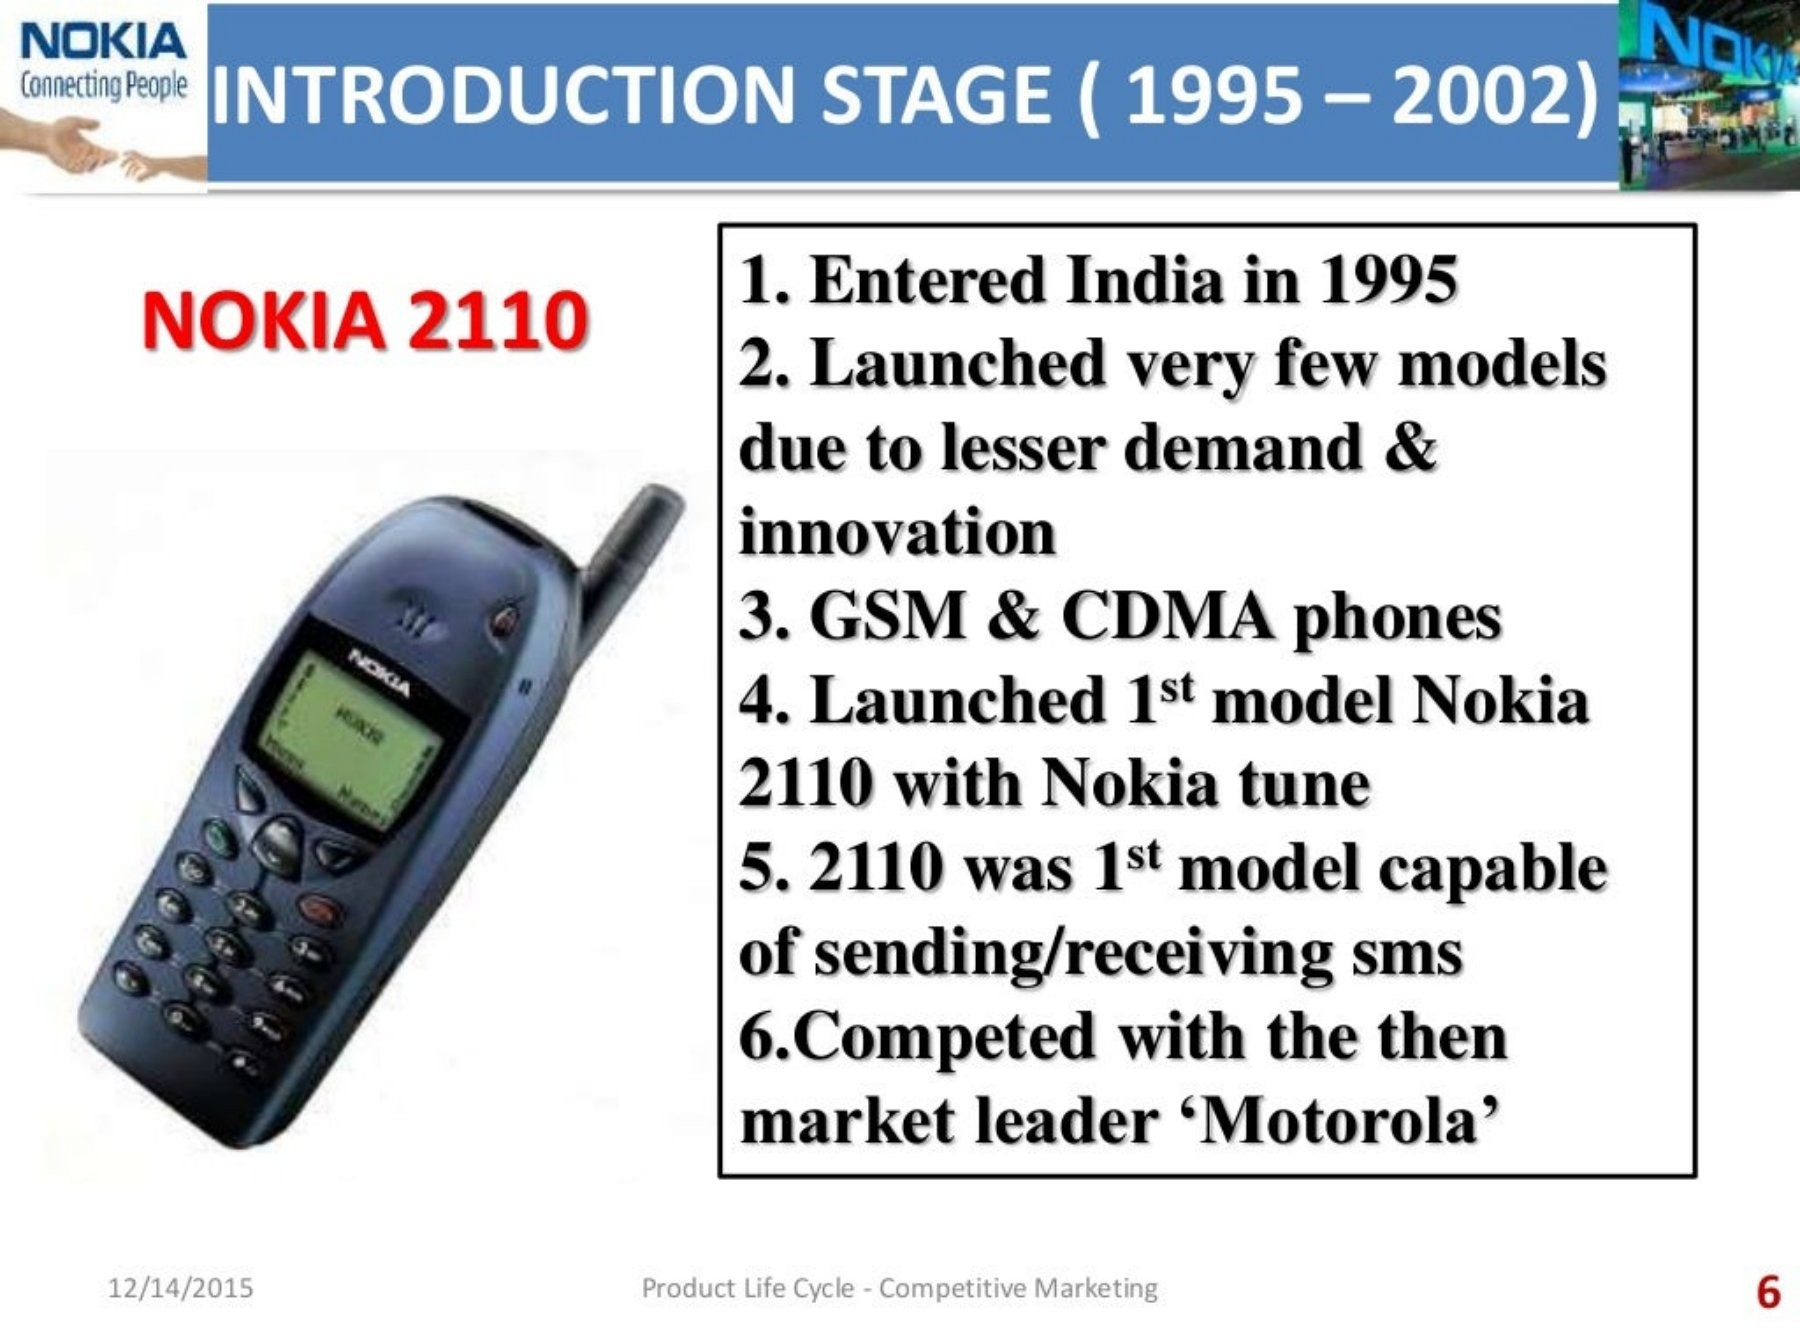 NOKIA
Connecting People
INTRODUCTION STAGE ( 1995 – 2002)
NOKIA
NOKIA 2110
1. Entered India in 1995
2. Launched very few models
due to lesser demand &
innovation
3. GSM & CDMA phones
4. Launched 1st model Nokia
2110 with Nokia tune
5. 2110 was 1st model capable
of sending/receiving sms
6.Competed with the then
market leader ‘Motorola’
NOKIA
12/14/2015
Product Life Cycle - Competitive Marketing
6